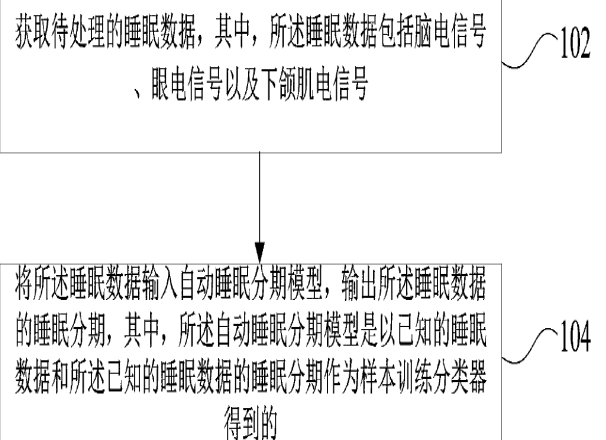 获取待处理的睡眠数据，其中，所述睡眠数据包括脑电信号
、眼电信号以及下颌肌电信号
102
将所述睡眠数据输入自动睡眠分期模型，输出所述睡眠数据
的睡眠分期，其中，所述自动睡眠分期模型是以已知的睡眠
数据和所述已知的睡眠数据的睡眠分期作为样本训练分类器
得到的
104